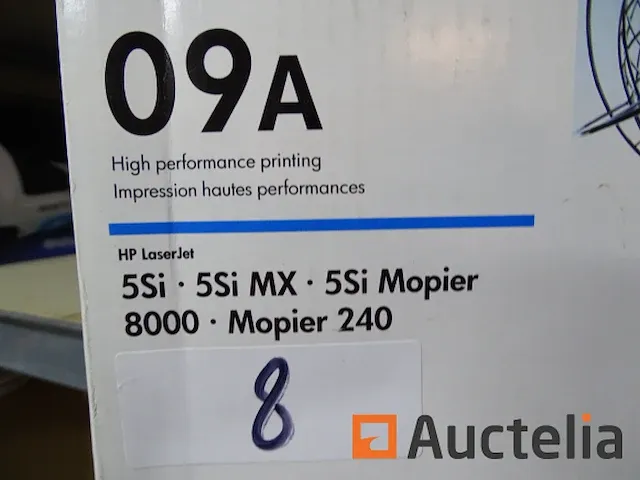 09A
High performance printing
Impression hautes performances
HP LaserJet
5Si · 5Si MX · 5Si Mopier
8000 · Mopier 240
8
Auctelia